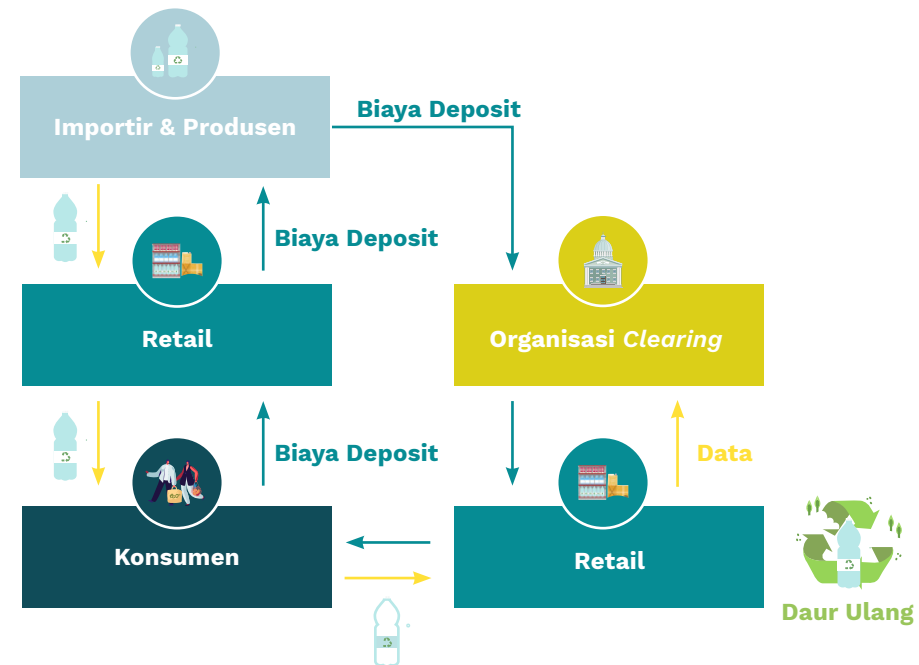 Importir & Produsen
Biaya Deposit
Biaya Deposit
Retail
Organisasi Clearing
Biaya Deposit
Data
Konsumen
Retail
Daur Ulang